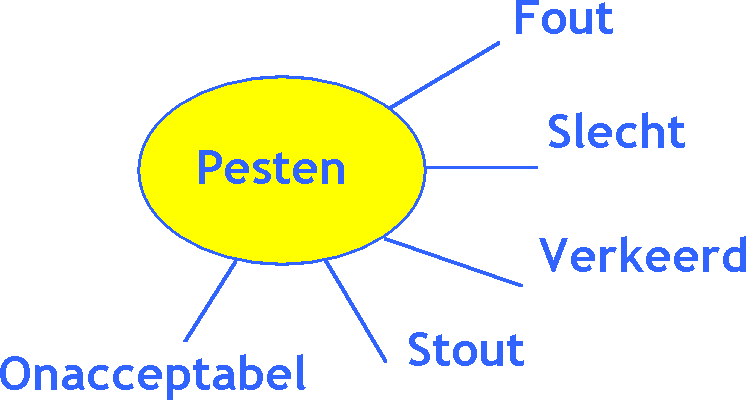 Fout
Slecht
Pesten
Verkeerd
Stout
Onacceptabel